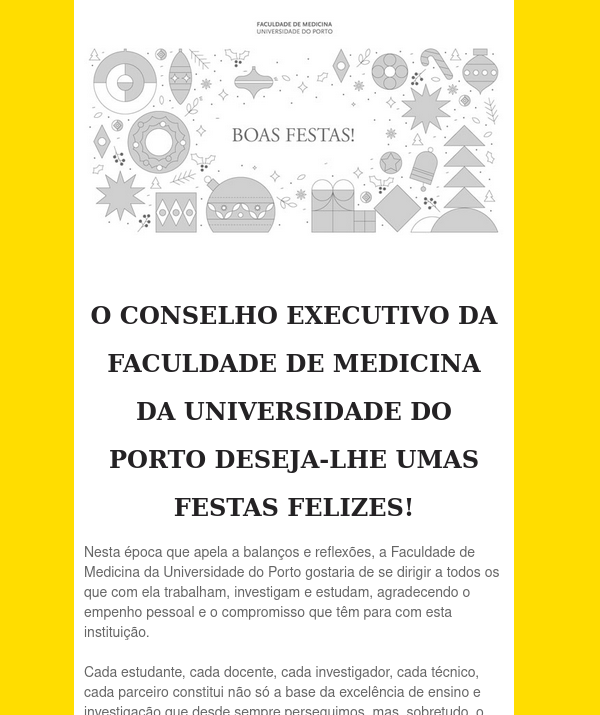 FACULDADE DE MEDICINA
UNIVERSIDADE DO PORTO
BOAS FESTAS!
O CONSELHO EXECUTIVO DA
FACULDADE DE MEDICINA
DA UNIVERSIDADE DO
PORTO DESEJA-LHE UMAS
FESTAS FELIZES!
Nesta época que apela a balanços e reflexões, a Faculdade de
Medicina da Universidade do Porto gostaria de se dirigir a todos os
que com ela trabalham, investigam e estudam, agradecendo o
empenho pessoal e o compromisso que têm para com esta
instituição.
Cada estudante, cada docente, cada investigador, cada técnico,
cada parceiro constitui não só a base da excelência de ensino e
investigação que desde sempre perseguimos, mas, sobretudo, o